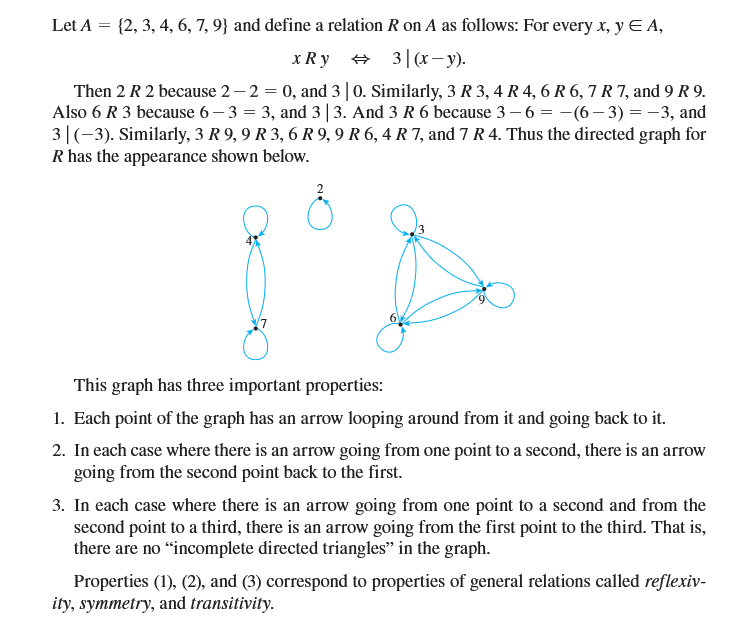 Let A = {2, 3, 4, 6, 7, 9} and define a relation R on A as follows: For every x, y ∈ A,
x R y ⇔ 3 | (x − y).
Then 2 R 2 because 2 − 2 = 0, and 3 | 0. Similarly, 3 R 3, 4 R 4, 6 R 6, 7 R 7, and 9 R 9.
Also 6 R 3 because 6 − 3 = 3, and 3 | 3. And 3 R 6 because 3 − 6 = −(6 − 3) = −3, and
3 | (−3). Similarly, 3 R 9, 9 R 3, 6 R 9, 9 R 6, 4 R 7, and 7 R 4. Thus the directed graph for
R has the appearance shown below.
2
3
4
9
6
7
This graph has three important properties:
1. Each point of the graph has an arrow looping around from it and going back to it.
2. In each case where there is an arrow going from one point to a second, there is an arrow
going from the second point back to the first.
3. In each case where there is an arrow going from one point to a second and from the
second point to a third, there is an arrow going from the first point to the third. That is,
there are no “incomplete directed triangles” in the graph.
Properties (1), (2), and (3) correspond to properties of general relations called reflexiv-
ity, symmetry, and transitivity.